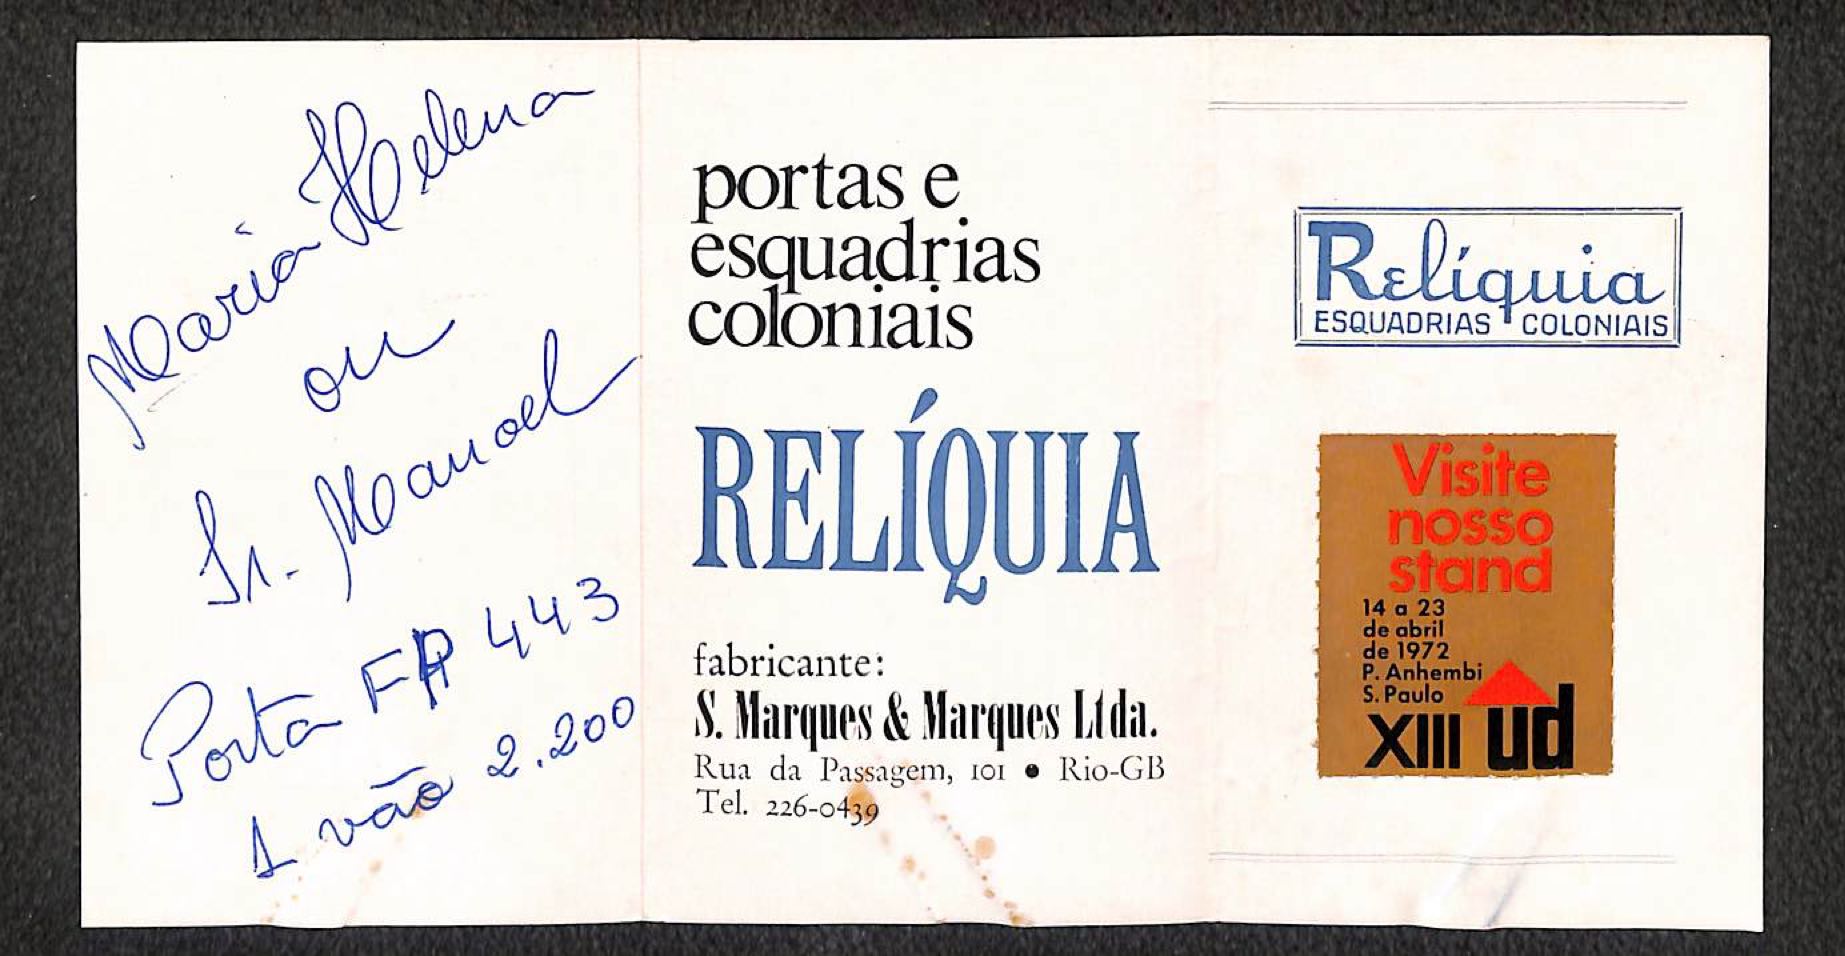 Maria Helena
ou
Sr. Manoel
Porta FP 443
1 vão 2.200
portas e
esquadrias
coloniais
RELÍQUIA
fabricante:
S. Marques & Marques Ltda.
Rua da Passagem, 101 • Rio-GB
Tel. 226-0439
Relíquia
ESQUADRIAS COLONIAIS
Visite
nosso
stand
14 a 23
de abril
de 1972
P. Anhembi
S. Paulo
XIII ud